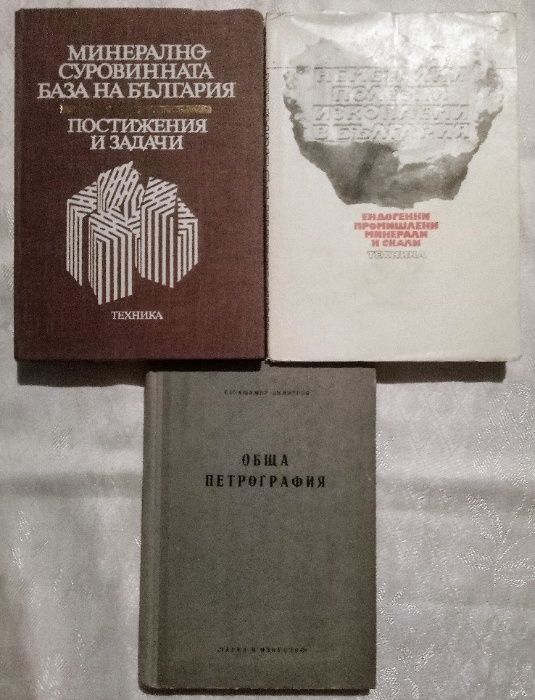 МИНЕРАЛНО-
СУРОВИННАТА
БАЗА НА БЪЛГАРИЯ
ПОСТИЖЕНИЯ
И ЗАДАЧИ
ТЕХНИКА
НЕМЕТАЛНИ
ПОЛЕЗНИ
ИЗКОПАЕМИ
В БЪЛГАРИЯ
ЕНДОГЕННИ
ПРОМИШЛЕНИ
МИНЕРАЛИ
И СКАЛИ
ТЕХНИКА
СТРАШИМИР ДИМИТРОВ
ОБЩА
ПЕТРОГРАФИЯ
„НАУКА И ИЗКУСТВО“